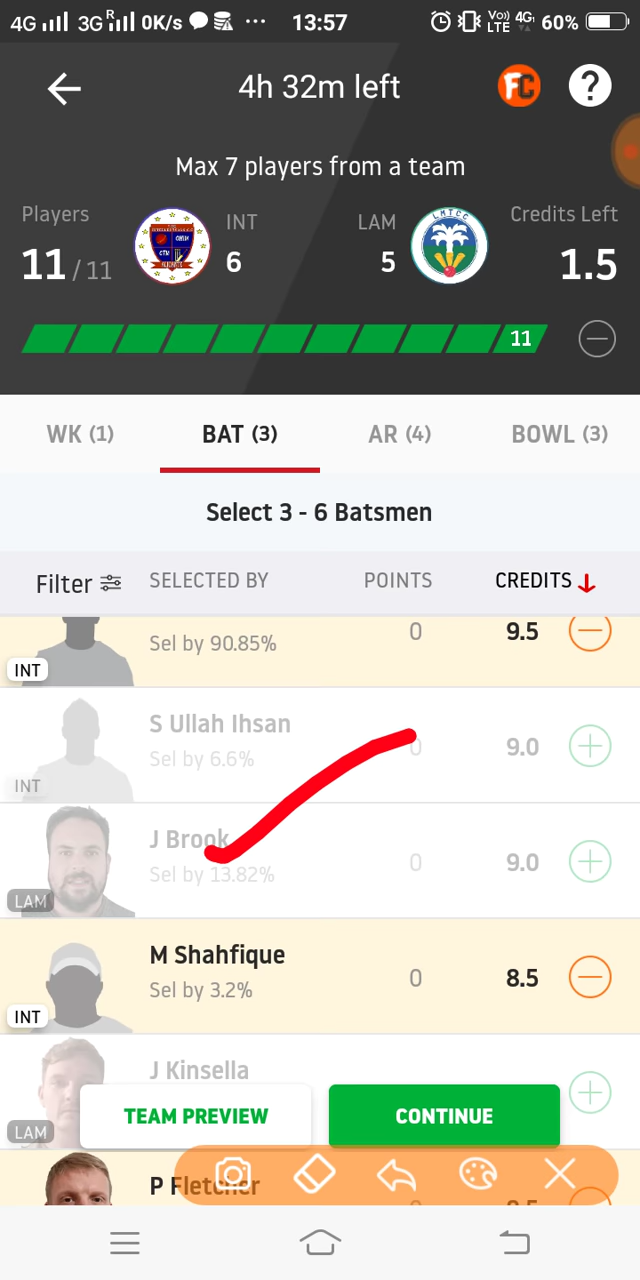 4G 3G R 0K/s ... 13:57 Vo) LTE 4G 60%
4h 32m left FC ?
Max 7 players from a team
Players INT LAM Credits Left
11 / 11 6 LMTCC 5 1.5
11
WK (1) BAT (3) AR (4) BOWL (3)
Select 3 - 6 Batsmen
Filter SELECTED BY POINTS CREDITS
Sel by 90.85% 0 9.5
INT
S Ullah Ihsan
Sel by 6.6% 0 9.0
INT
J Brook
Sel by 13.82% 0 9.0
LAM
M Shahfique
Sel by 3.2% 0 8.5
INT
J Kinsella
LAM
TEAM PREVIEW CONTINUE
P Fletcher